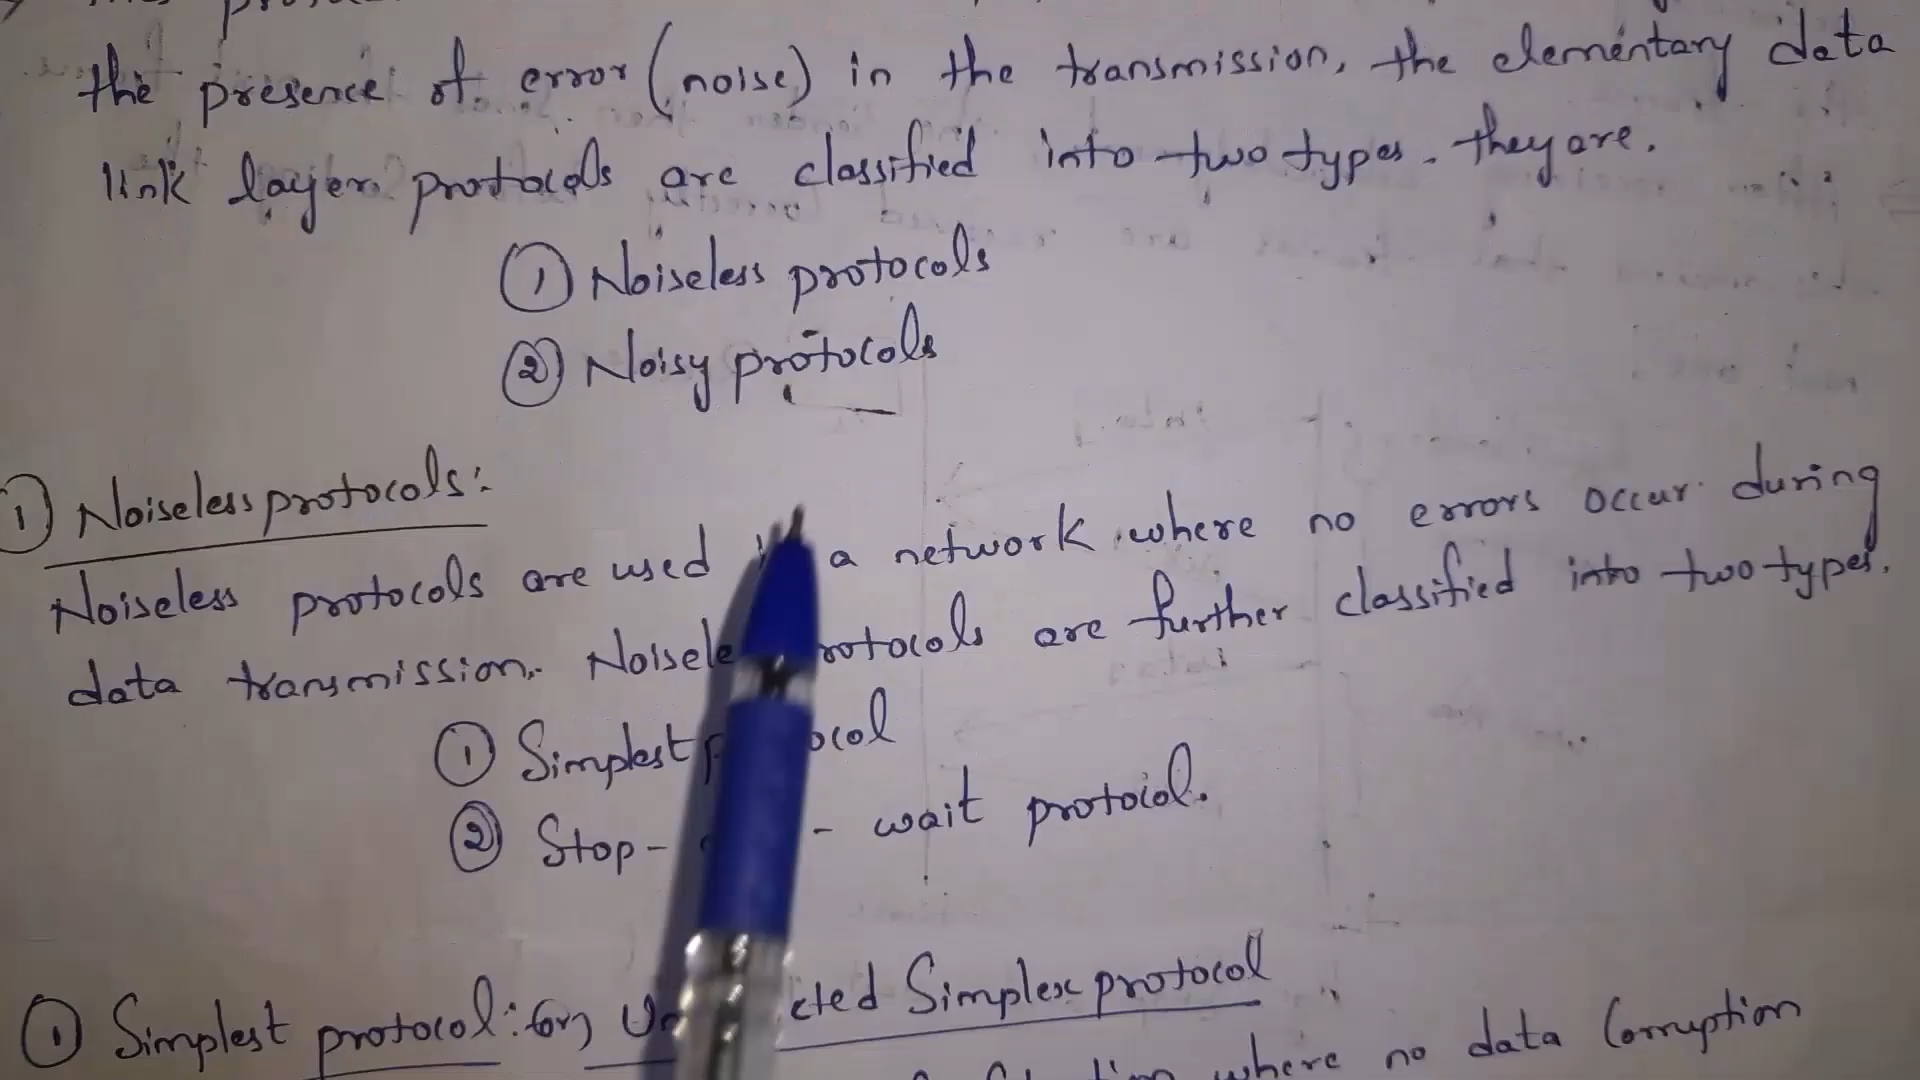 the presence of error (noise) in the transmission, the elementary data
link layer protocols are classified into two types. they are.
① Noiseless protocols
② Noisy protocols
① Noiseless protocols:
Noiseless protocols are used a network where no errors occur during
data transmission. Noisele rotocols are further classified into two types.
① Simplest p ocol
② Stop- - wait protocol.
① Simplest protocol: (or) Un cted Simplex protocol
where no data Corruption